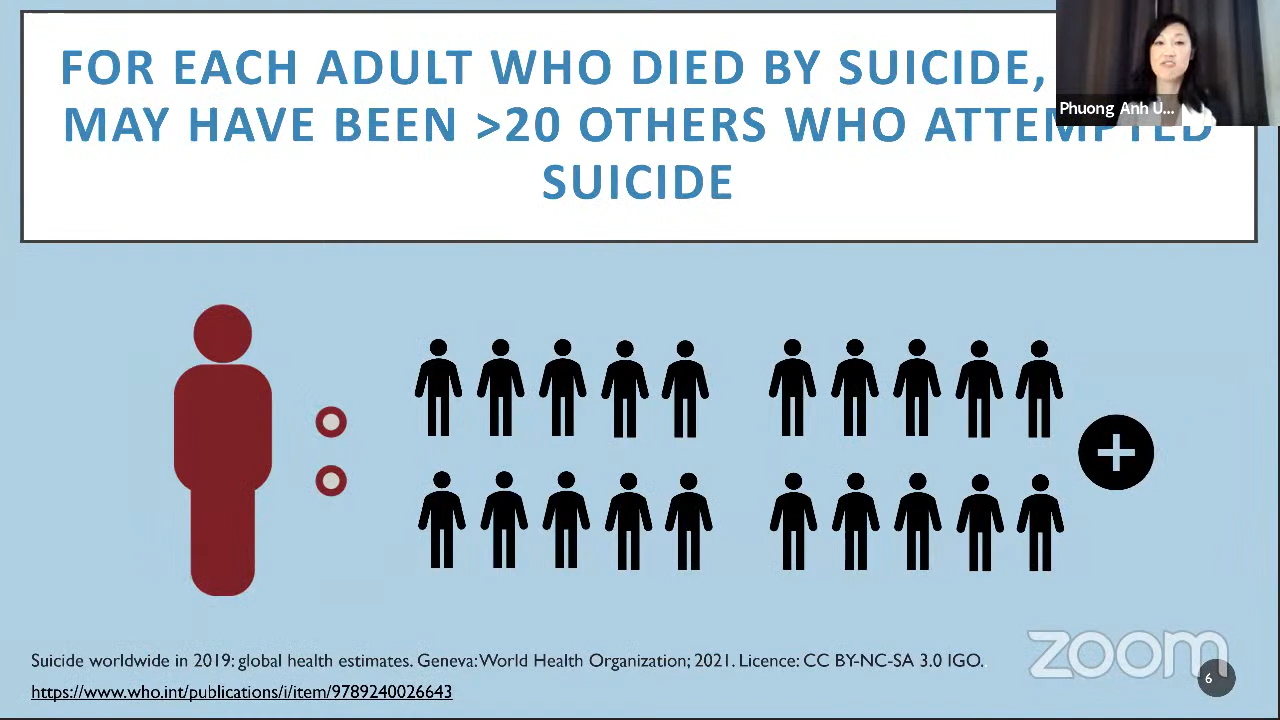 FOR EACH ADULT WHO DIED BY SUICIDE,
MAY HAVE BEEN >20 OTHERS WHO ATTEMPTED
SUICIDE
Phuong Anh U...
Suicide worldwide in 2019: global health estimates. Geneva: World Health Organization; 2021. Licence: CC BY-NC-SA 3.0 IGO.
https://www.who.int/publications/i/item/9789240026643
zoom
6